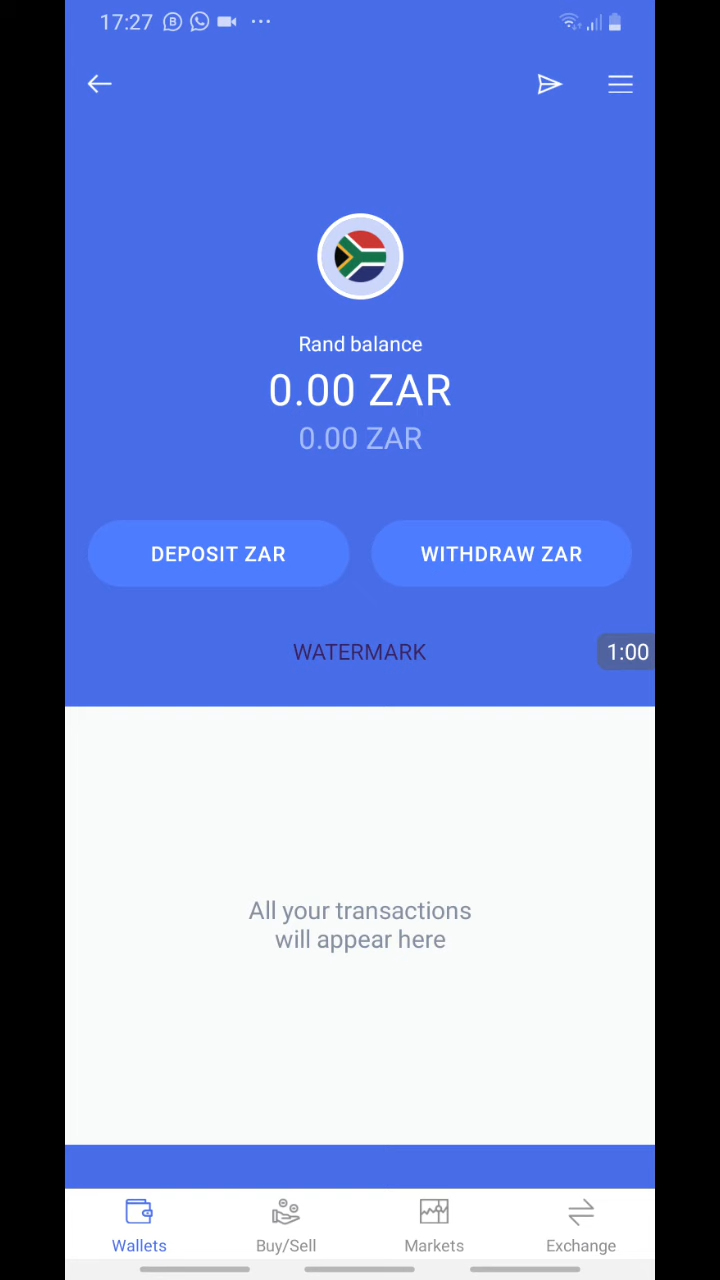 17:27
Rand balance
0.00 ZAR
0.00 ZAR
DEPOSIT ZAR WITHDRAW ZAR
WATERMARK
1:00
All your transactions
will appear here
Wallets Buy/Sell Markets Exchange